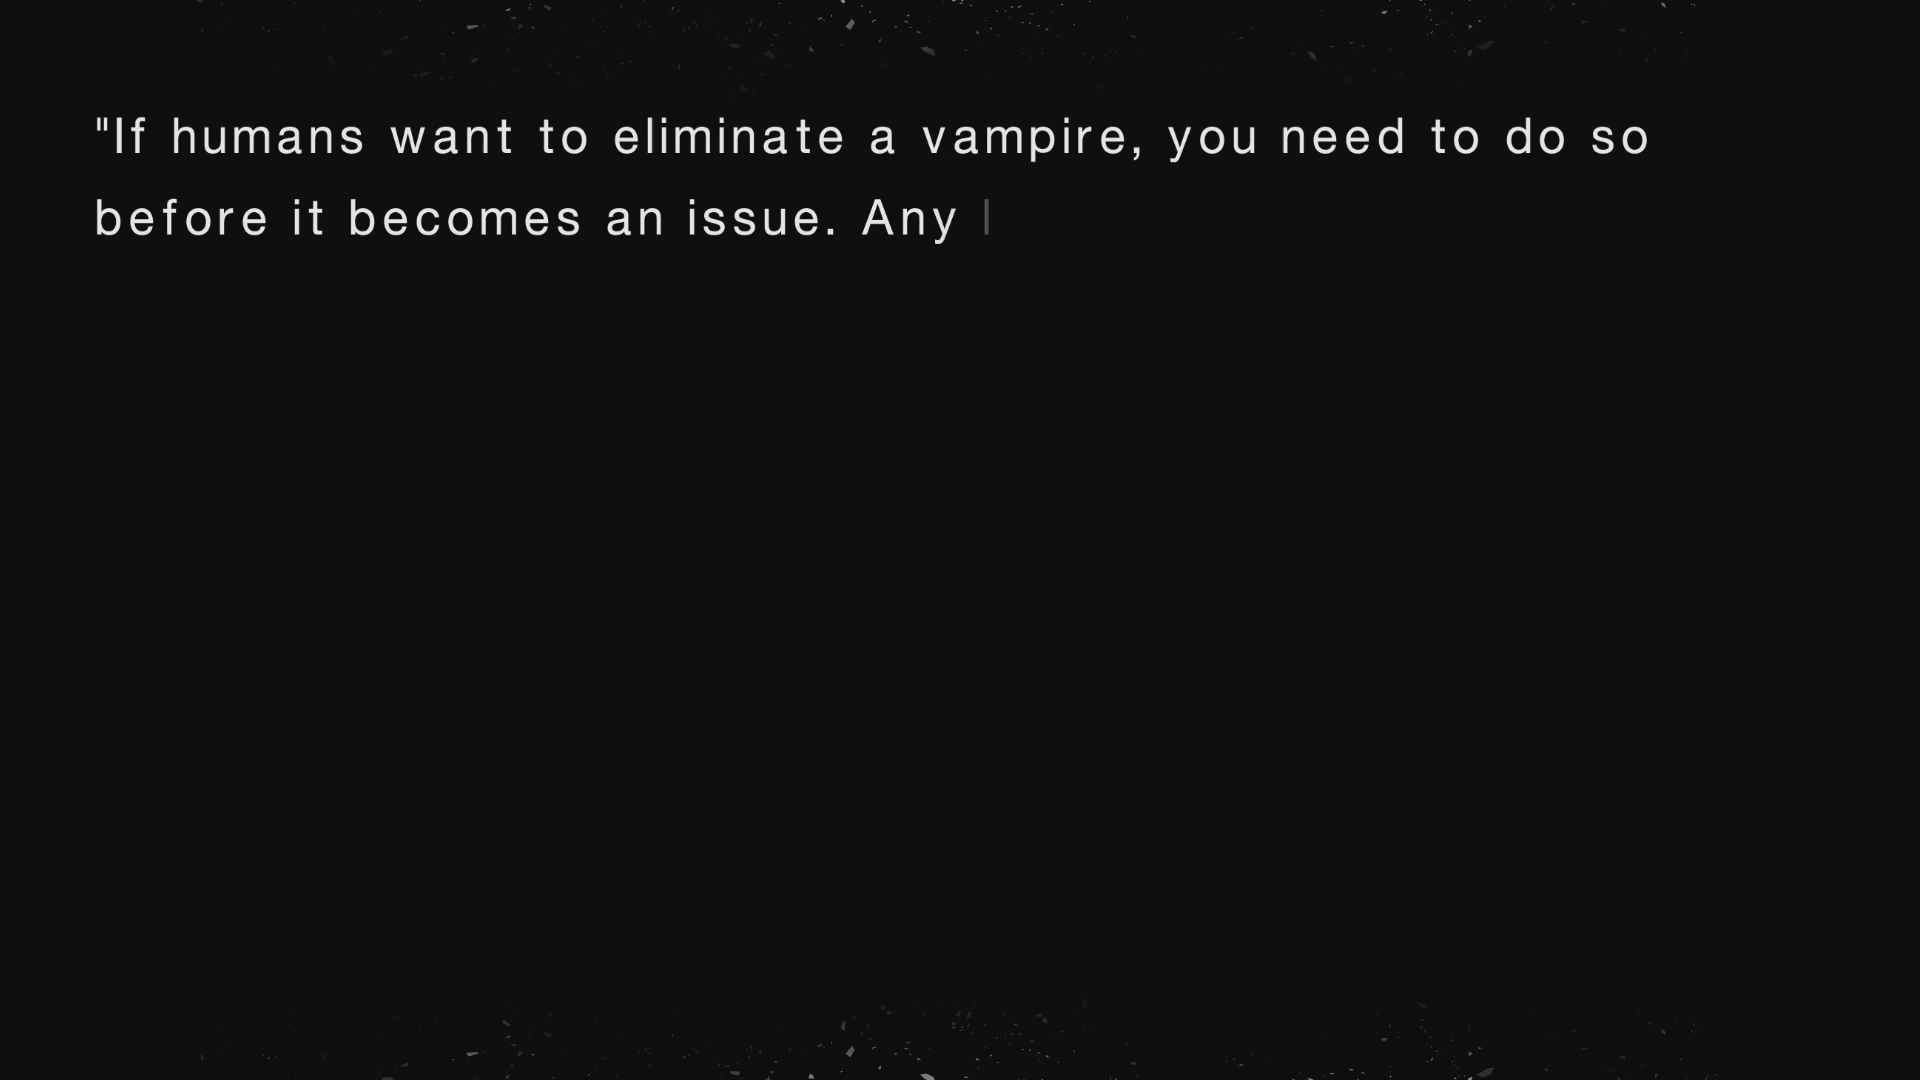 "If humans want to eliminate a vampire, you need to do so
before it becomes an issue. Any l